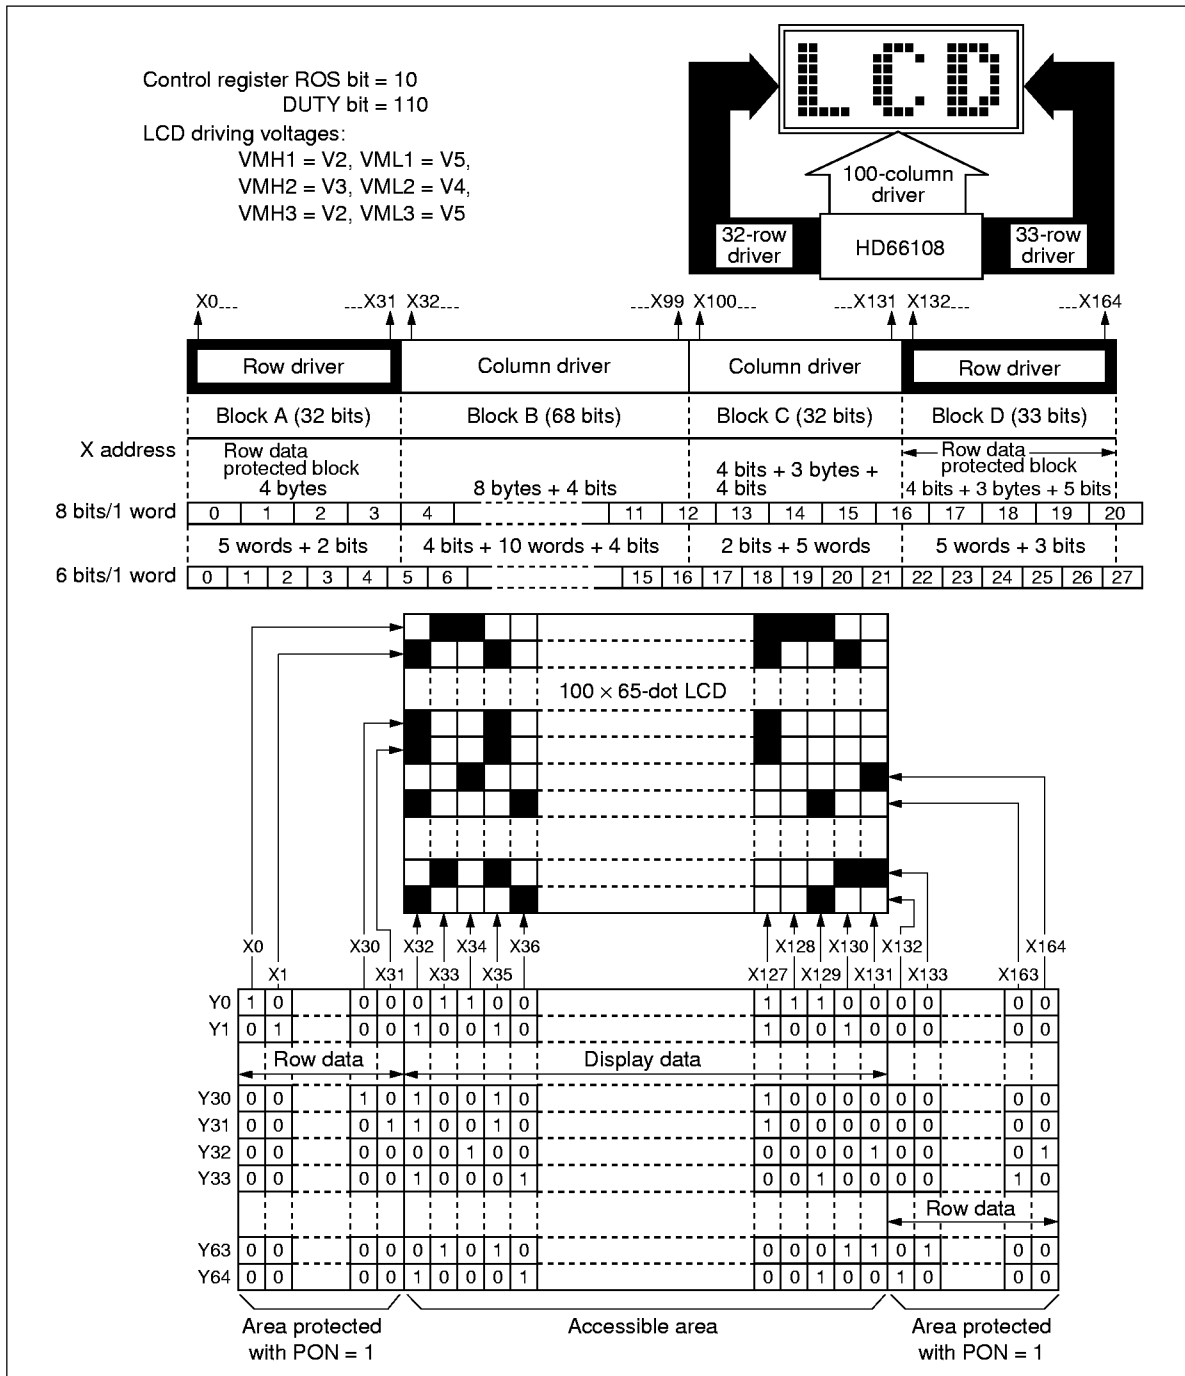 Control register ROS bit = 10
DUTY bit = 110
LCD driving voltages:
VMH1 = V2, VML1 = V5,
VMH2 = V3, VML2 = V4,
VMH3 = V2, VML3 = V5
LCD
100-column
driver
32-row
driver
HD66108
33-row
driver
X0--- ---X31 X32--- ---X99 X100--- ---X131 X132--- ---X164
Row driver Column driver Column driver Row driver
Block A (32 bits) Block B (68 bits) Block C (32 bits) Block D (33 bits)
X address
Row data
protected block
4 bytes
8 bytes + 4 bits
4 bits + 3 bytes +
4 bits
Row data
protected block
4 bits + 3 bytes + 5 bits
8 bits/1 word 0 1 2 3 4 11 12 13 14 15 16 17 18 19 20
5 words + 2 bits 4 bits + 10 words + 4 bits 2 bits + 5 words 5 words + 3 bits
6 bits/1 word 0 1 2 3 4 5 6 15 16 17 18 19 20 21 22 23 24 25 26 27
100 × 65-dot LCD
X0 X30 X32 X34 X36 X128 X130 X132 X164
X1 X31 X33 X35 X127 X129 X131 X133 X163
Y0 1 0 0 0 0 1 1 0 0 1 1 1 0 0 0 0 0 0
Y1 0 1 0 0 1 0 0 1 0 1 0 0 1 0 0 0 0 0
Row data Display data
Y30 0 0 1 0 1 0 0 1 0 1 0 0 0 0 0 0 0 0
Y31 0 0 0 1 1 0 0 1 0 1 0 0 0 0 0 0 0 0
Y32 0 0 0 0 0 0 1 0 0 0 0 0 0 1 0 0 0 1
Y33 0 0 0 0 1 0 0 0 1 0 0 1 0 0 0 0 1 0
Row data
Y63 0 0 0 0 0 1 0 1 0 0 0 0 1 1 0 1 0 0
Y64 0 0 0 0 1 0 0 0 1 0 0 1 0 0 1 0 0 0
Area protected
with PON = 1
Accessible area
Area protected
with PON = 1